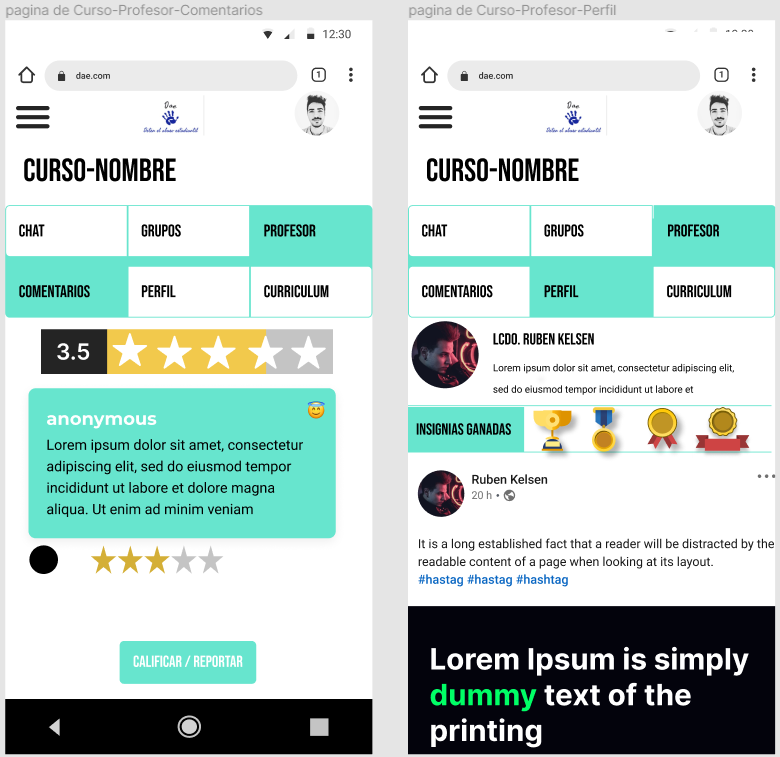 pagina de Curso-Profesor-Comentarios
12:30
dae.com
1
Dae
Deten el abuso estudiantil
CURSO-NOMBRE
CHAT
GRUPOS
PROFESOR
COMENTARIOS
PERFIL
CURRICULUM
3.5
anonymous
Lorem ipsum dolor sit amet, consectetur
adipiscing elit, sed do eiusmod tempor
incididunt ut labore et dolore magna
aliqua. Ut enim ad minim veniam
CALIFICAR / REPORTAR
pagina de Curso-Profesor-Perfil
dae.com
1
Dae
Deten el abuso estudiantil
CURSO-NOMBRE
CHAT
GRUPOS
PROFESOR
COMENTARIOS
PERFIL
CURRICULUM
LCDO. RUBEN KELSEN
Lorem ipsum dolor sit amet, consectetur adipiscing elit,
sed do eiusmod tempor incididunt ut labore et
INSIGNIAS GANADAS
Ruben Kelsen
20 h •
It is a long established fact that a reader will be distracted by the
readable content of a page when looking at its layout.
#hastag #hastag #hashtag
Lorem Ipsum is simply
dummy text of the
printing